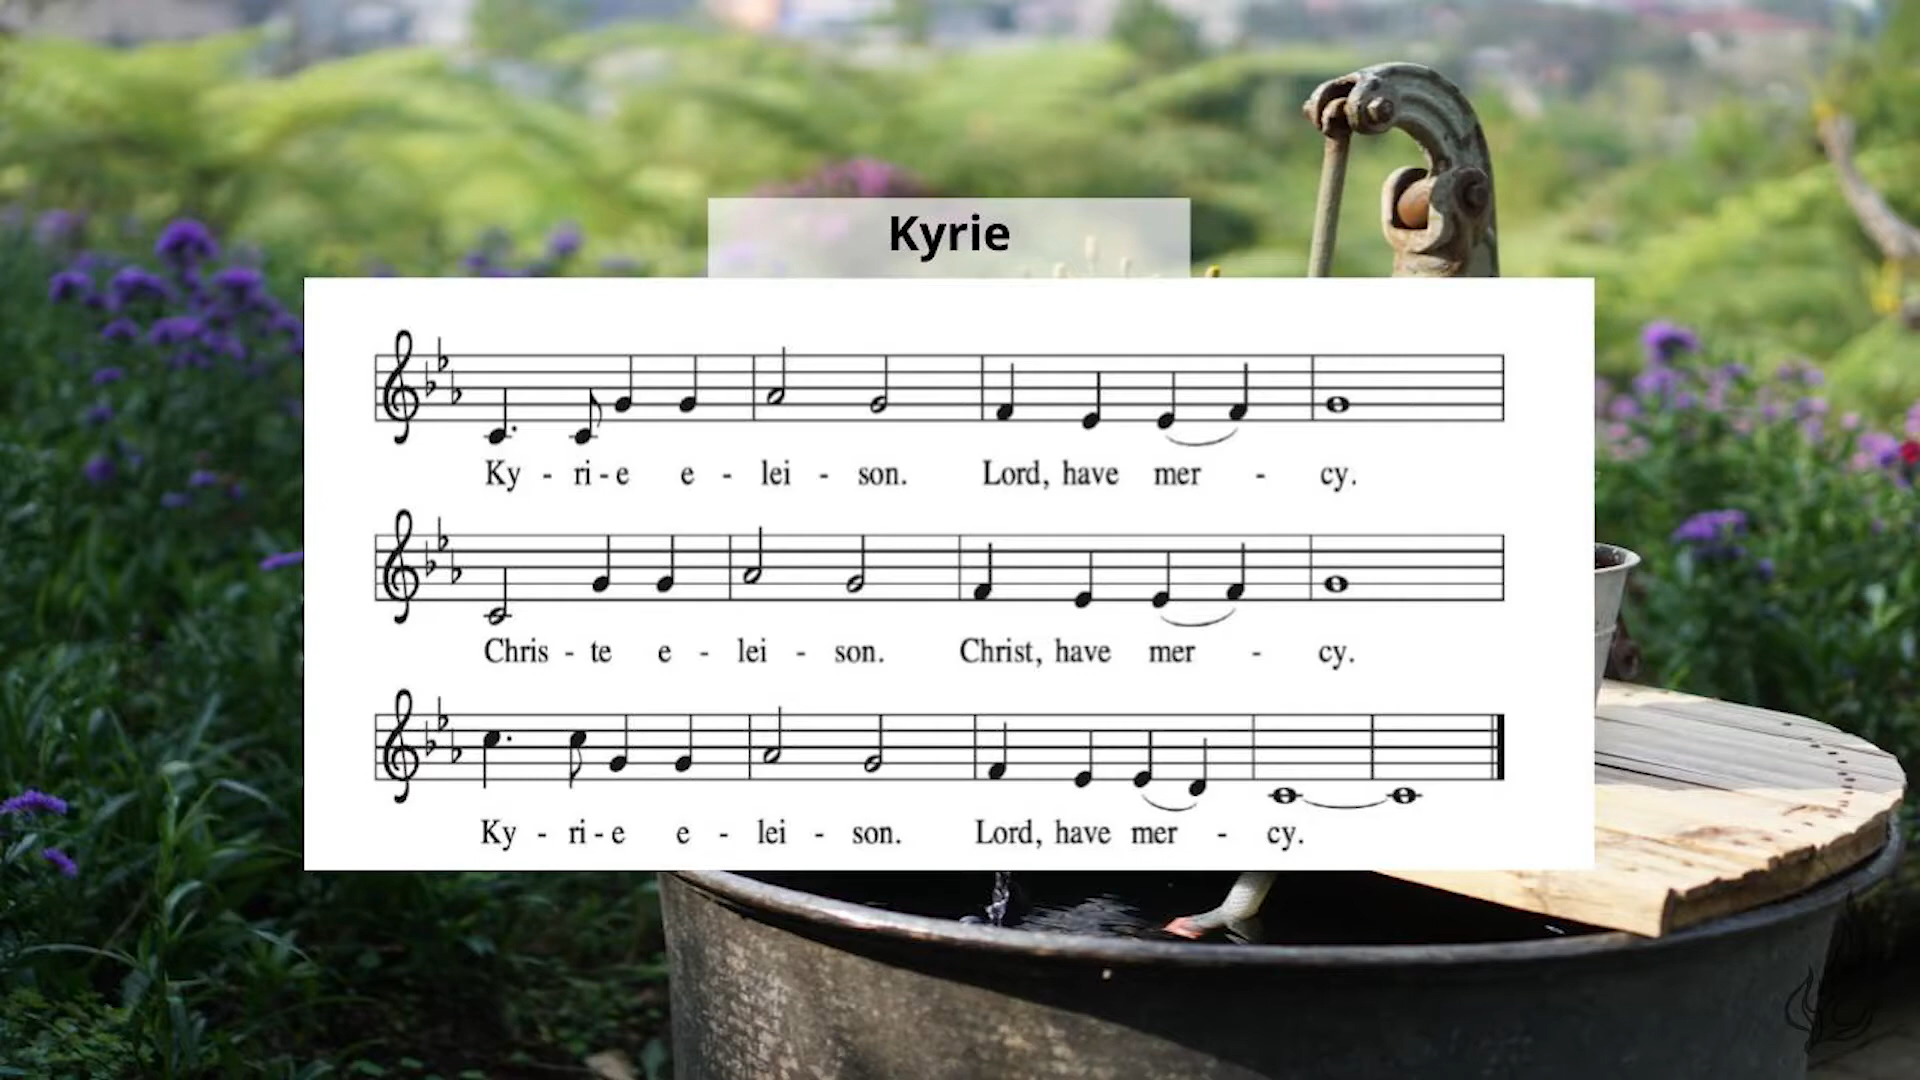 Kyrie
Ky - ri - e e - lei - son. Lord, have mer - cy.
Chris - te e - lei - son. Christ, have mer - cy.
Ky - ri - e e - lei - son. Lord, have mer - cy.